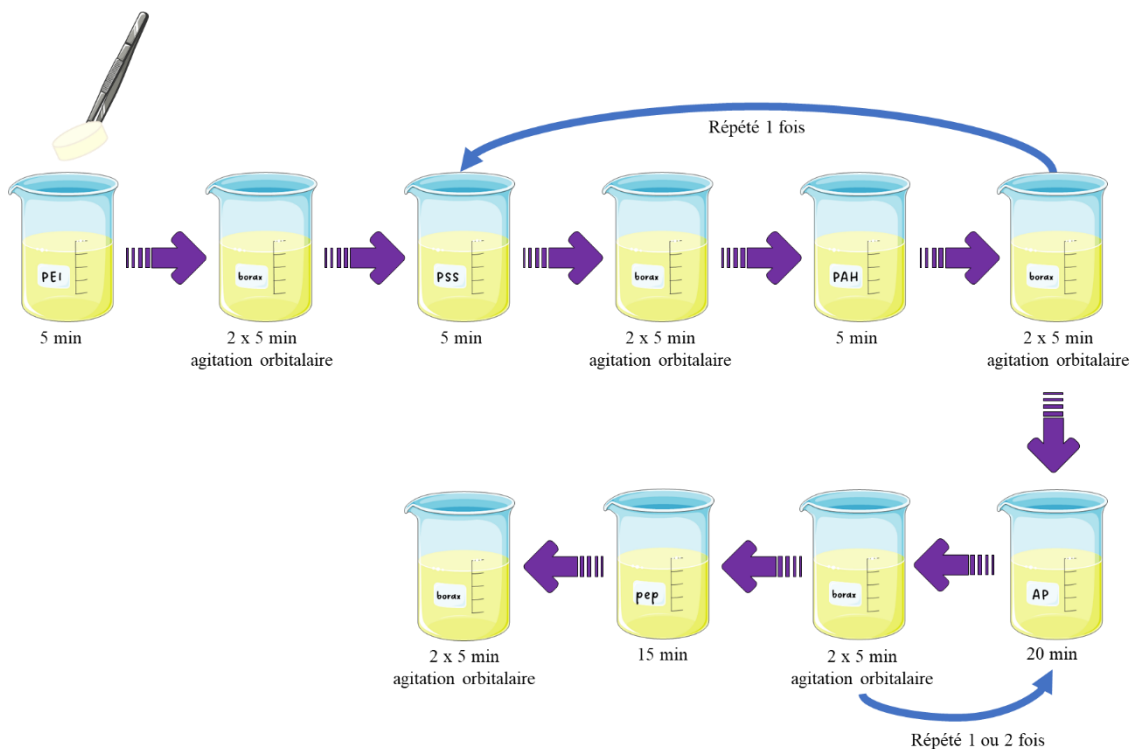 Répété 1 fois
PEI
borax
PSS
borax
PAH
borax
5 min
2 x 5 min
agitation orbitalaire
5 min
2 x 5 min
agitation orbitalaire
5 min
2 x 5 min
agitation orbitalaire
borax
pep
borax
AP
2 x 5 min
agitation orbitalaire
15 min
2 x 5 min
agitation orbitalaire
20 min
Répété 1 ou 2 fois